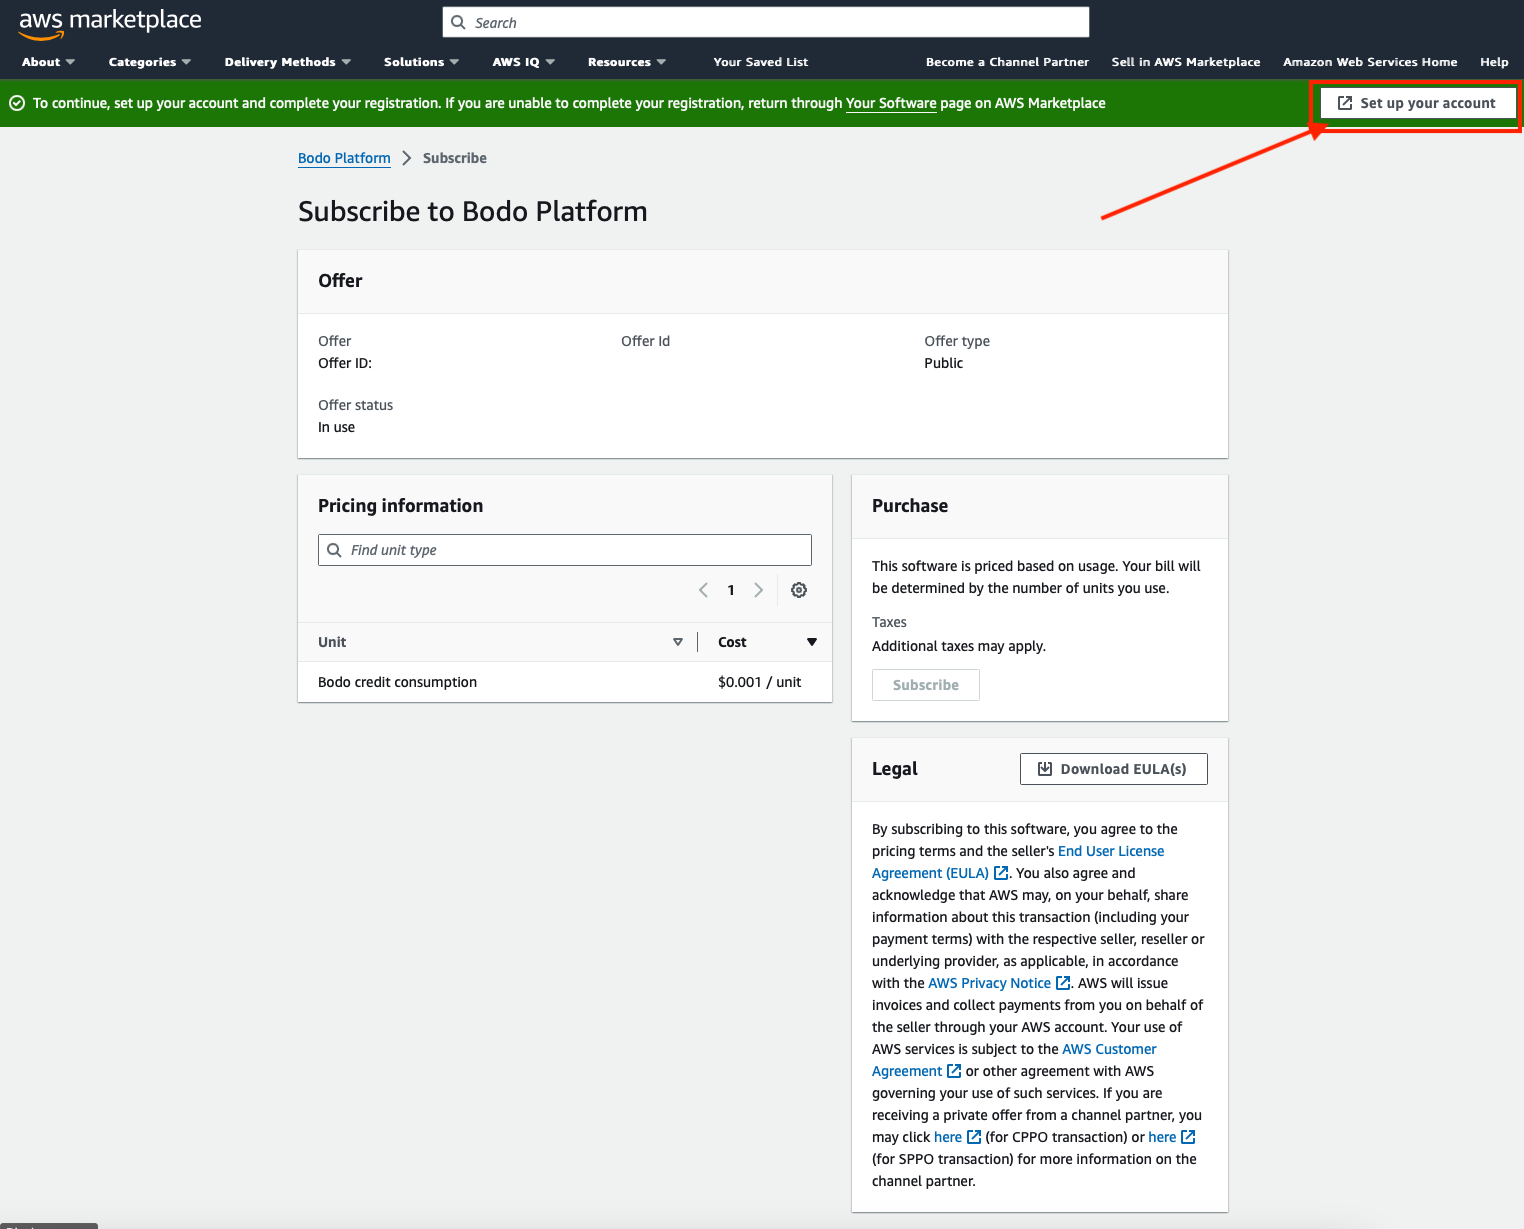 aws marketplace
Search
About Categories Delivery Methods Solutions AWS IQ Resources Your Saved List Become a Channel Partner Sell in AWS Marketplace Amazon Web Services Home Help
To continue, set up your account and complete your registration. If you are unable to complete your registration, return through Your Software page on AWS Marketplace
Set up your account
Bodo Platform > Subscribe
Subscribe to Bodo Platform
Offer
Offer Offer Id Offer type
Offer ID: Public
Offer status
In use
Pricing information
Find unit type
1
Unit Cost
Bodo credit consumption $0.001 / unit
Purchase
This software is priced based on usage. Your bill will
be determined by the number of units you use.
Taxes
Additional taxes may apply.
Subscribe
Legal
Download EULA(s)
By subscribing to this software, you agree to the
pricing terms and the seller's End User License
Agreement (EULA). You also agree and
acknowledge that AWS may, on your behalf, share
information about this transaction (including your
payment terms) with the respective seller, reseller or
underlying provider, as applicable, in accordance
with the AWS Privacy Notice. AWS will issue
invoices and collect payments from you on behalf of
the seller through your AWS account. Your use of
AWS services is subject to the AWS Customer
Agreement or other agreement with AWS
governing your use of such services. If you are
receiving a private offer from a channel partner, you
may click here (for CPPO transaction) or here
(for SPPO transaction) for more information on the
channel partner.